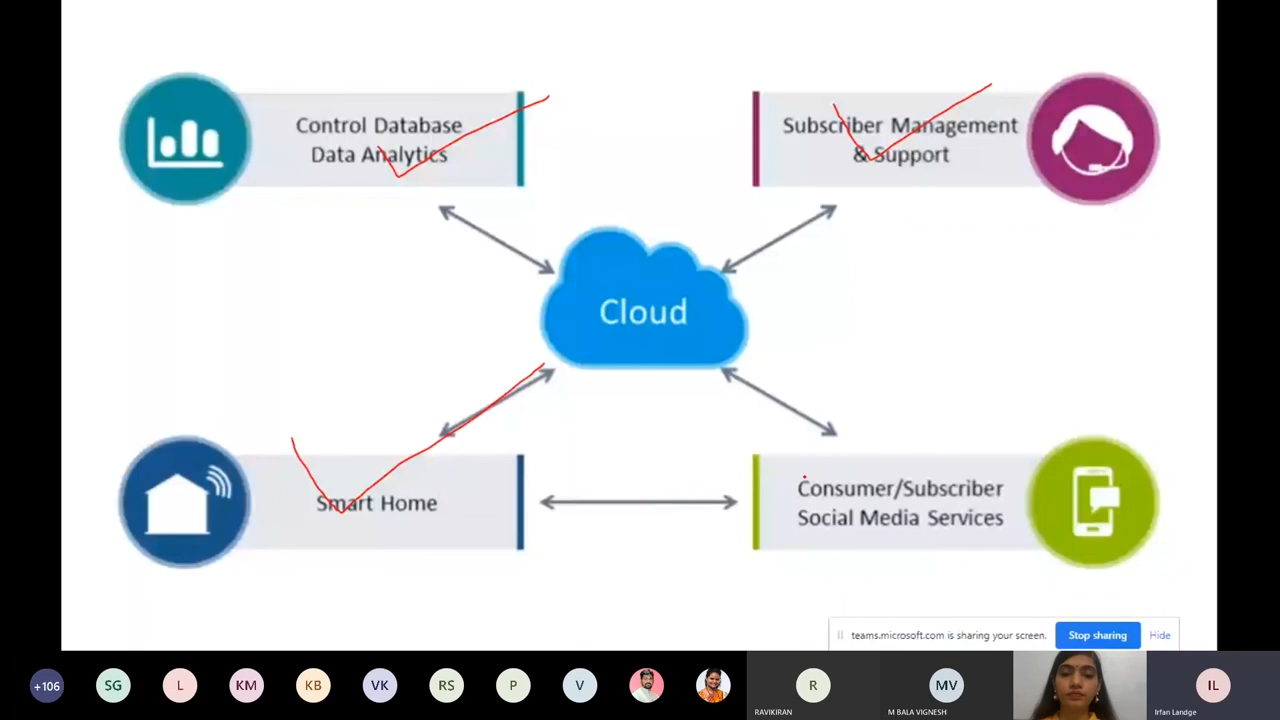 Control Database
Data Analytics
Subscriber Management
& Support
Cloud
Smart Home
Consumer/Subscriber
Social Media Services
teams.microsoft.com is sharing your screen.
Stop sharing
Hide
+106
SG
L
KM
KB
VK
RS
P
V
R
MV
IL
RAVIKIRAN
M BALA VIGNESH
Irfan Landge